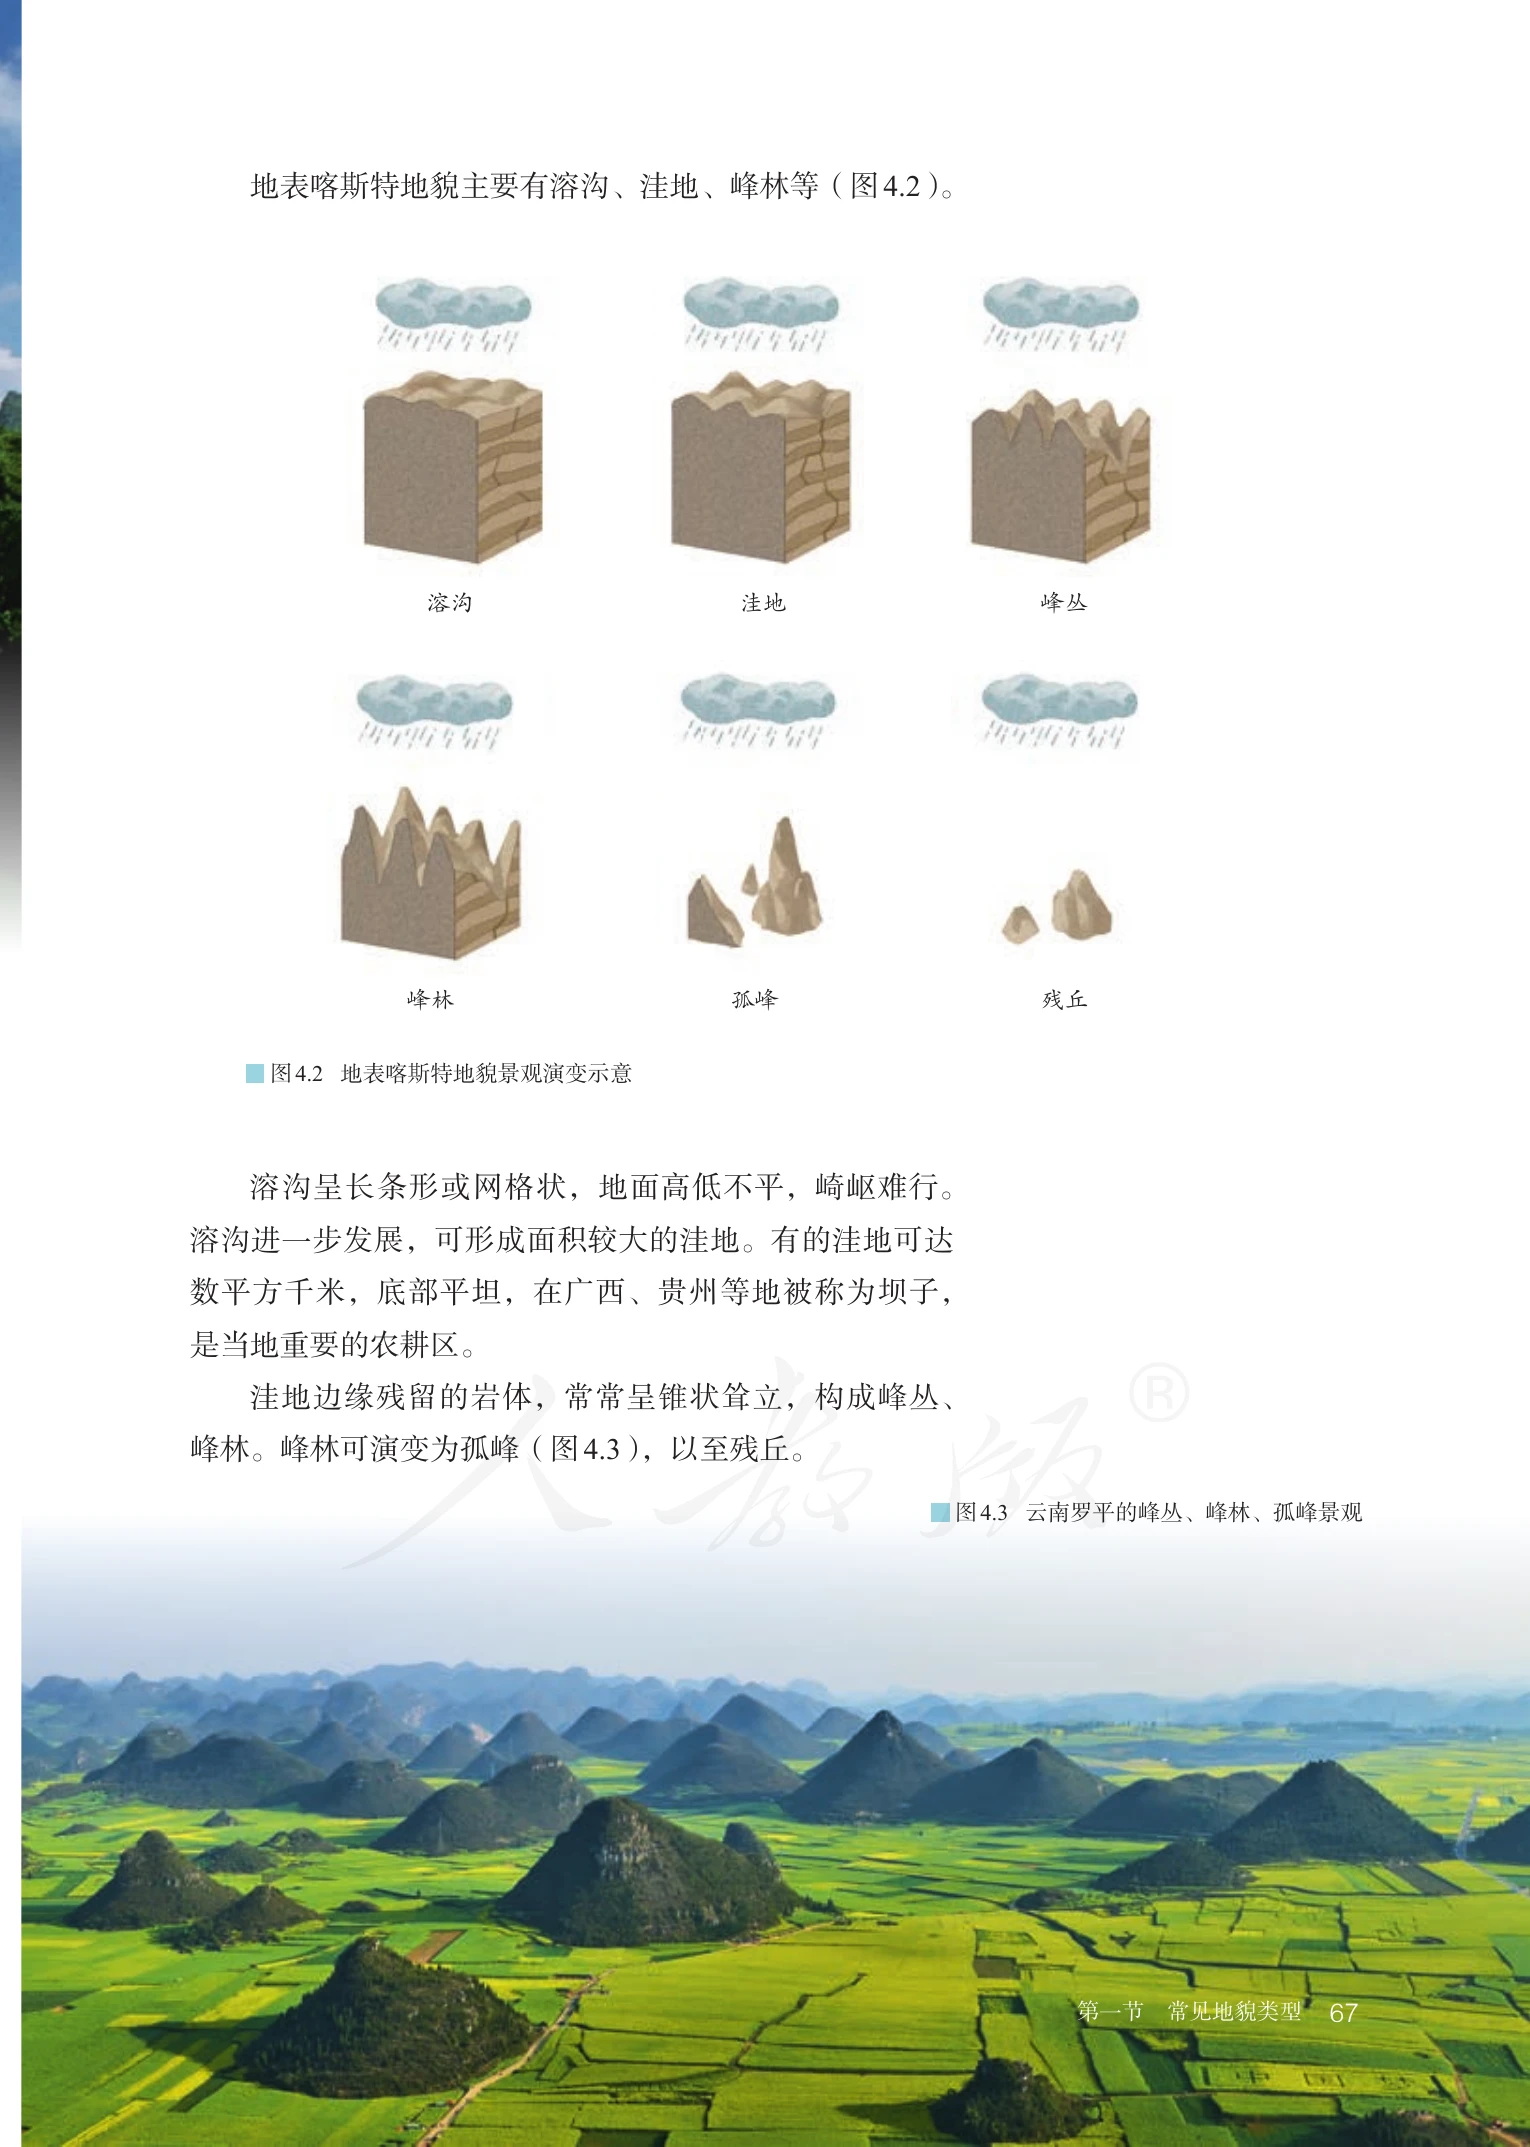 地表喀斯特地貌主要有溶沟、洼地、峰林等（图4.2）。
溶沟
洼地
峰丛
峰林
孤峰
残丘
图4.2 地表喀斯特地貌景观演变示意
溶沟呈长条形或网格状，地面高低不平，崎岖难行。
溶沟进一步发展，可形成面积较大的洼地。有的洼地可达
数平方千米，底部平坦，在广西、贵州等地被称为坝子，
是当地重要的农耕区。
洼地边缘残留的岩体，常常呈锥状耸立，构成峰丛、
峰林。峰林可演变为孤峰（图4.3），以至残丘。
人教版®
图4.3 云南罗平的峰丛、峰林、孤峰景观
第一节 常见地貌类型 67